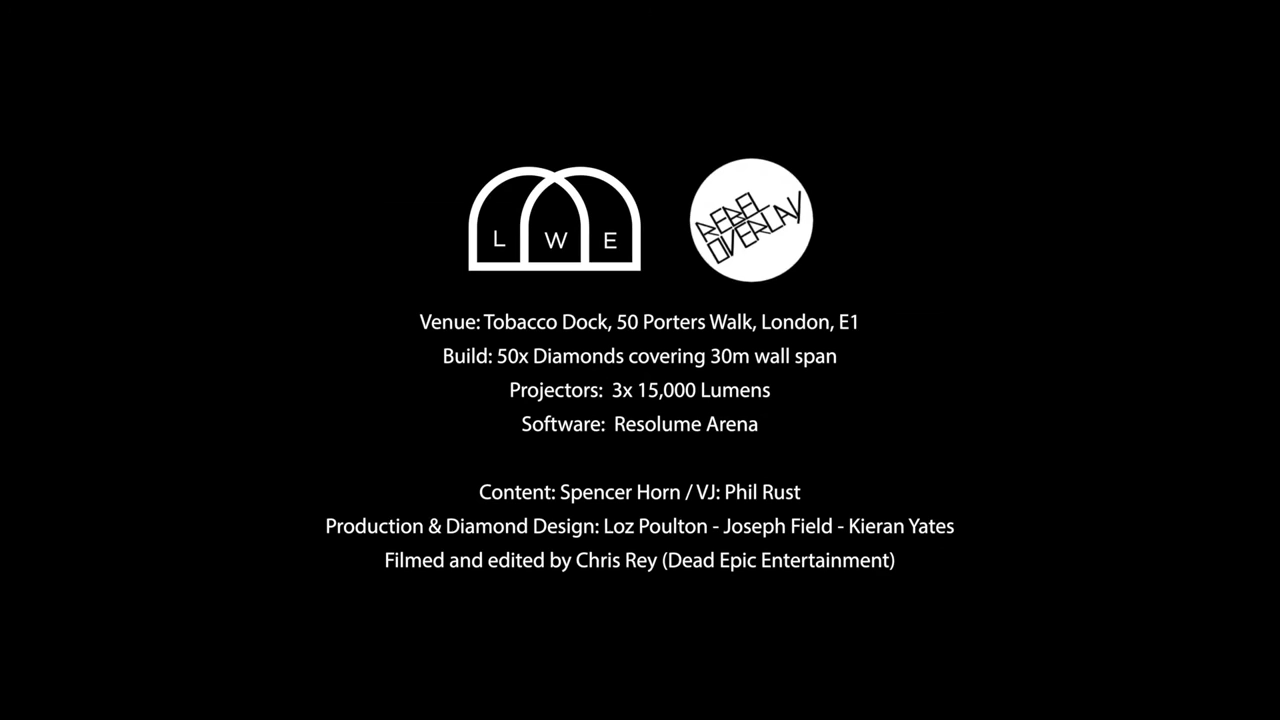 L W E
REBEL
OVERLAY
Venue: Tobacco Dock, 50 Porters Walk, London, E1
Build: 50x Diamonds covering 30m wall span
Projectors:  3x 15,000 Lumens
Software:  Resolume Arena
Content: Spencer Horn / VJ: Phil Rust
Production & Diamond Design: Loz Poulton - Joseph Field - Kieran Yates
Filmed and edited by Chris Rey (Dead Epic Entertainment)